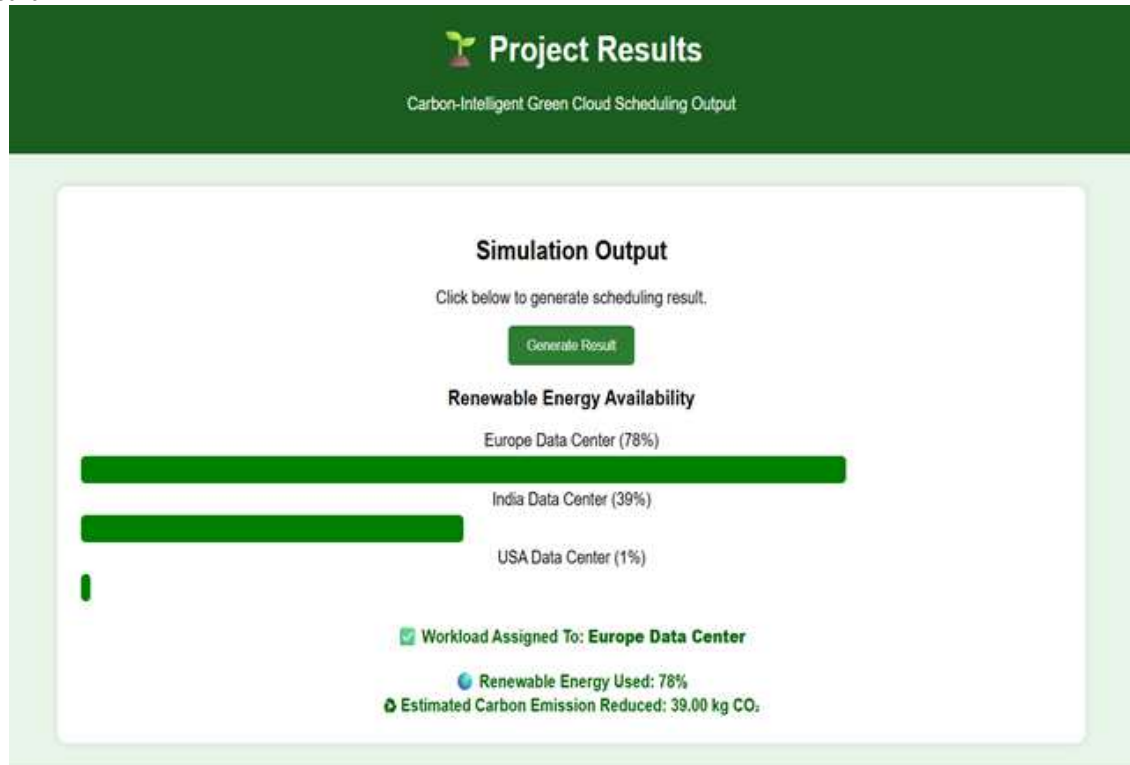 Project Results
Carbon-Intelligent Green Cloud Scheduling Output
Simulation Output
Click below to generate scheduling result.
Generate Result
Renewable Energy Availability
Europe Data Center (78%)
India Data Center (39%)
USA Data Center (1%)
Workload Assigned To: Europe Data Center
Renewable Energy Used: 78%
Estimated Carbon Emission Reduced: 39.00 kg CO₂